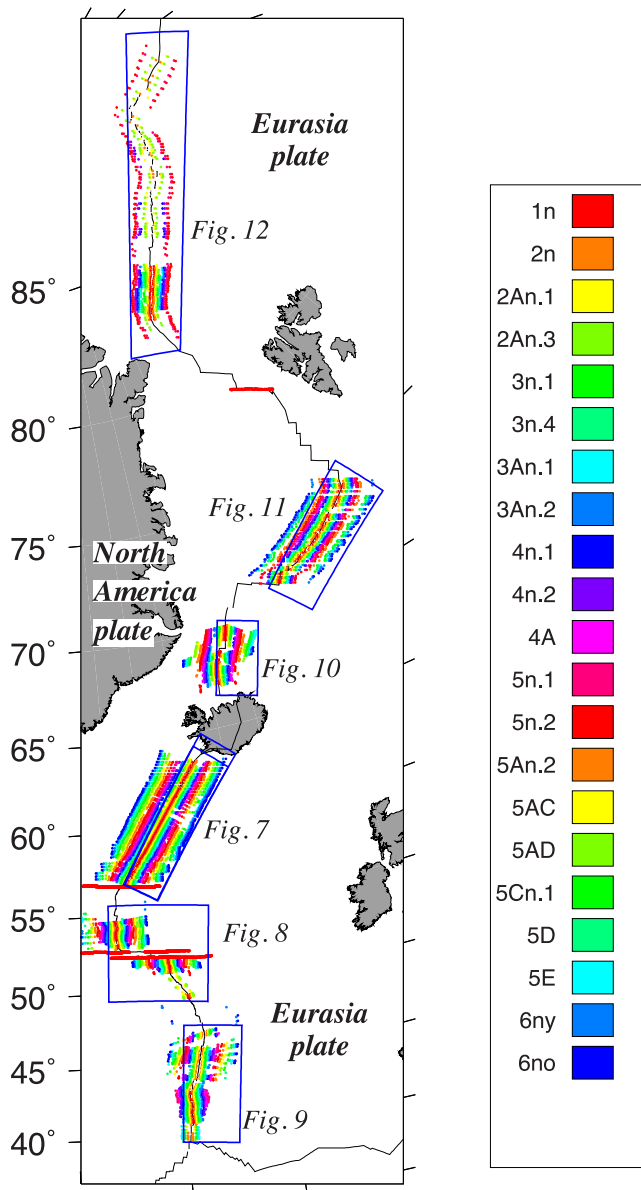 Eurasia
plate
Fig. 12
85°
80°
Fig. 11
75°
North
America
plate
70°
Fig. 10
65°
60°
Fig. 7
55°
Fig. 8
50°
Eurasia
plate
45°
Fig. 9
40°
1n
2n
2An.1
2An.3
3n.1
3n.4
3An.1
3An.2
4n.1
4n.2
4A
5n.1
5n.2
5An.2
5AC
5AD
5Cn.1
5D
5E
6ny
6no